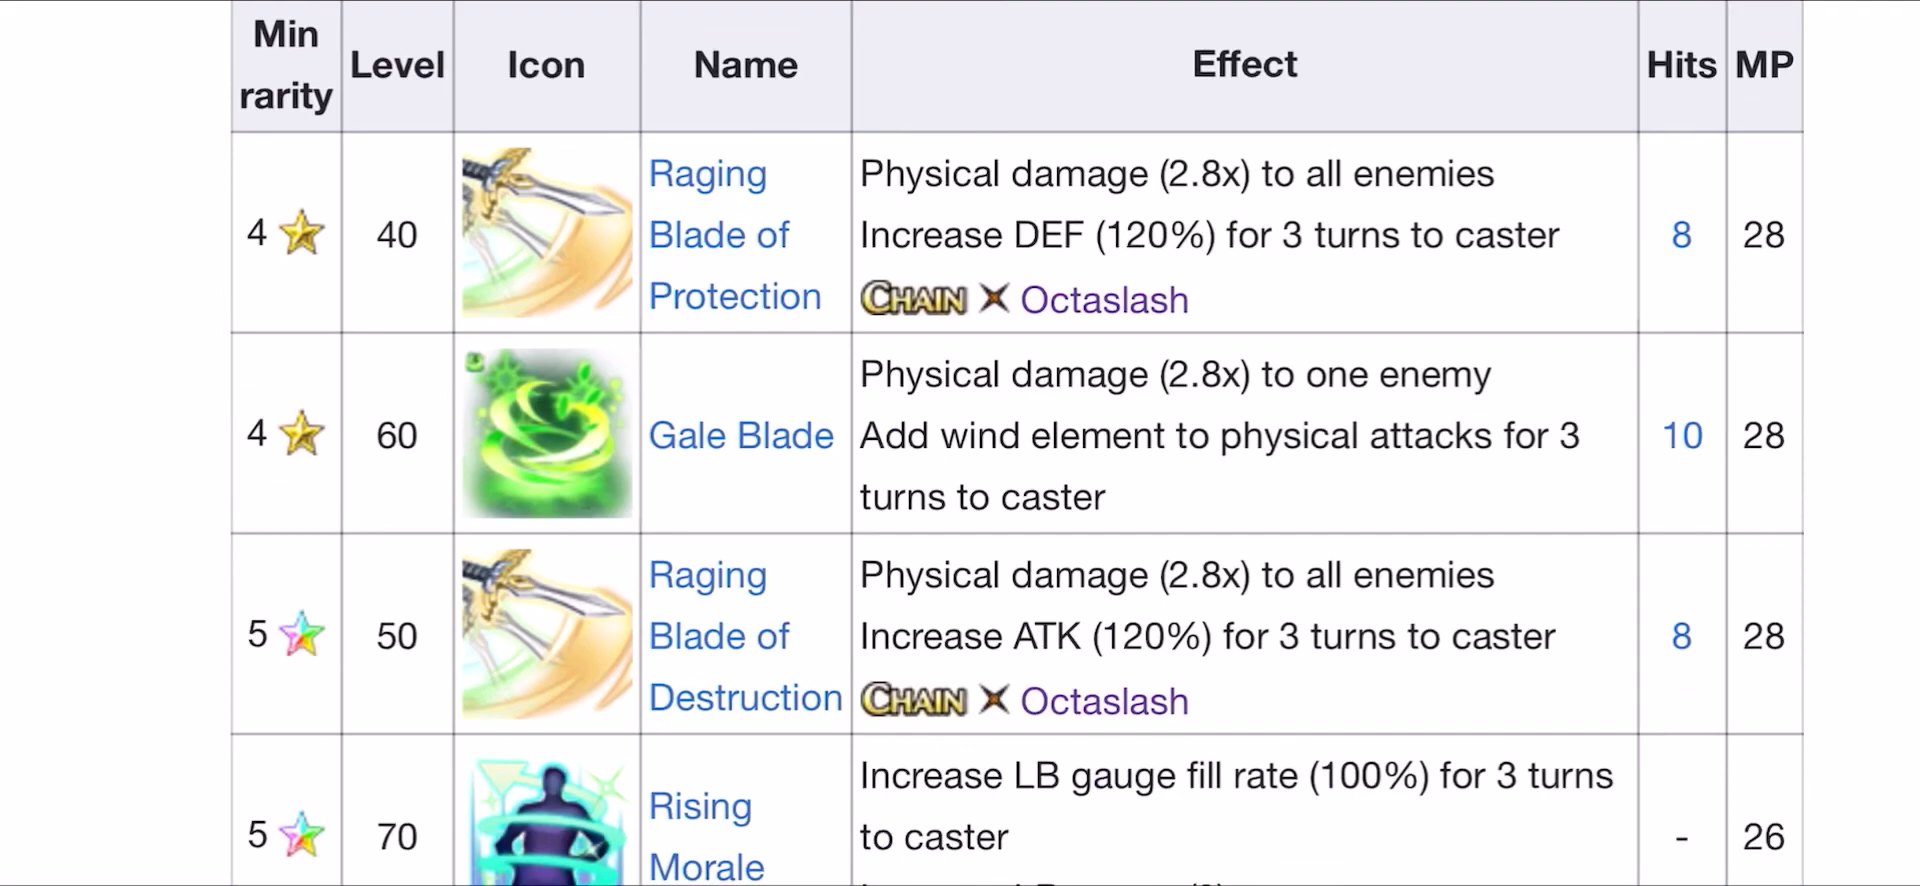 Min rarity Level Icon Name Effect Hits MP
4 40 Raging Blade of Protection
Physical damage (2.8x) to all enemies
Increase DEF (120%) for 3 turns to caster
CHAIN Octaslash
8 28
4 60 Gale Blade
Physical damage (2.8x) to one enemy
Add wind element to physical attacks for 3
turns to caster
10 28
5 50 Raging Blade of Destruction
Physical damage (2.8x) to all enemies
Increase ATK (120%) for 3 turns to caster
CHAIN Octaslash
8 28
5 70 Rising Morale
Increase LB gauge fill rate (100%) for 3 turns
to caster
- 26